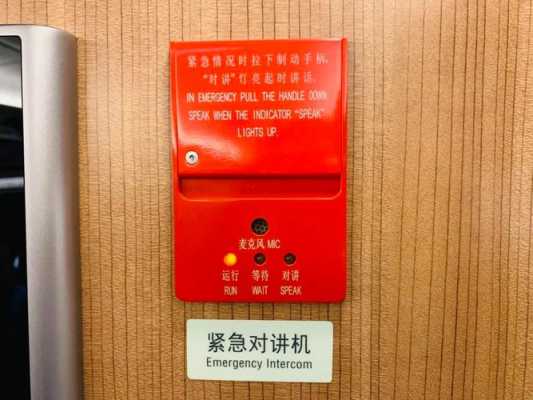 紧急情况时拉下制动手柄,
“对讲”灯亮起时讲话.
IN EMERGENCY PULL THE HANDLE DOWN
SPEAK WHEN THE INDICATOR "SPEAK"
LIGHTS UP.
麦克风 MIC
运行 等待 对讲
RUN WAIT SPEAK
紧急对讲机
Emergency Intercom